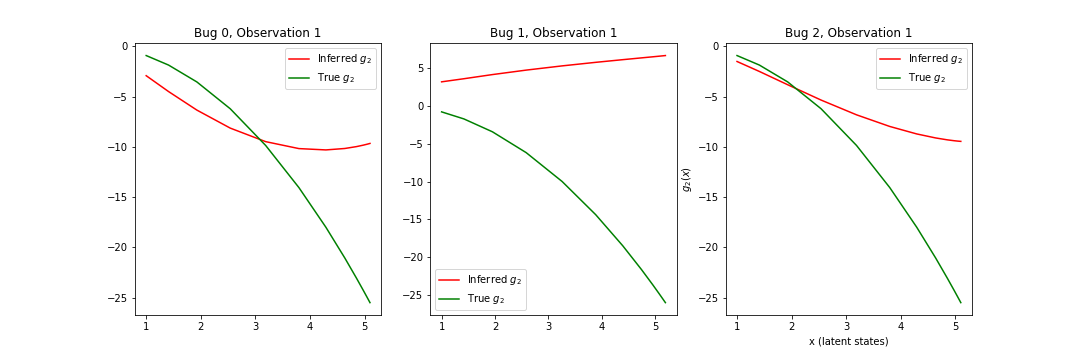 Bug 0, Observation 1
0
−5
−10
−15
−20
−25
1 2 3 4 5
Inferred g₂
True g₂
Bug 1, Observation 1
5
0
−5
−10
−15
−20
−25
1 2 3 4 5
Inferred g₂
True g₂
Bug 2, Observation 1
g₂(x)
0
−5
−10
−15
−20
−25
1 2 3 4 5
x (latent states)
Inferred g₂
True g₂